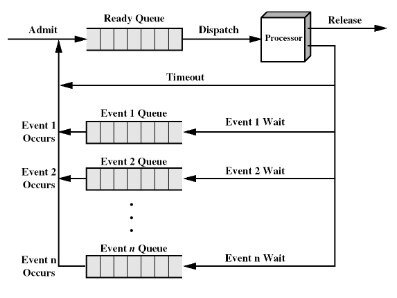 Ready Queue
Release
Admit
Dispatch
Processor
Timeout
Event 1 Queue
Event 1
Occurs
Event 1 Wait
Event 2 Queue
Event 2
Occurs
Event 2 Wait
Event n Queue
Event n
Occurs
Event n Wait